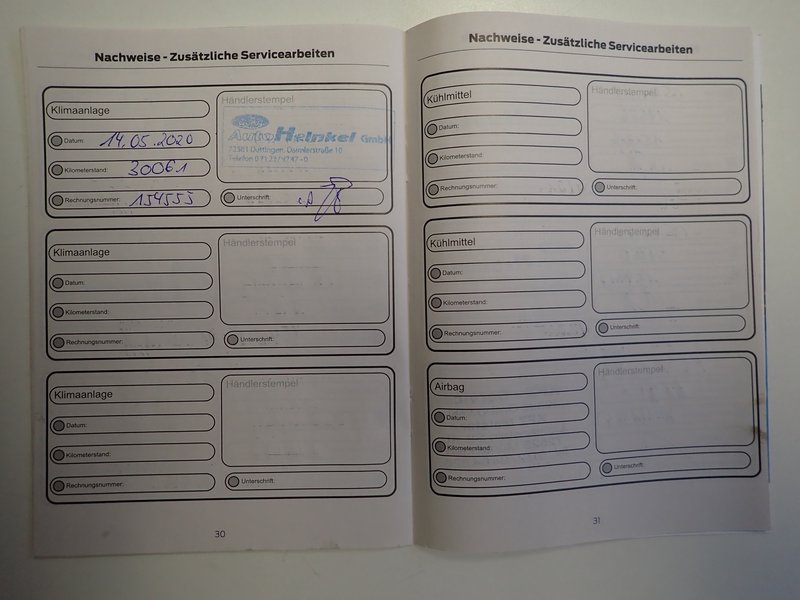 Nachweise - Zusätzliche Servicearbeiten
Klimaanlage
Händlerstempel
Datum: 14.05.2020
Auto Heinkel GmbH
Kilometerstand: 30061
Rechnungsnummer: 154555
Unterschrift:
Klimaanlage
Händlerstempel
Datum:
Kilometerstand:
Rechnungsnummer:
Unterschrift:
Klimaanlage
Händlerstempel
Datum:
Kilometerstand:
Rechnungsnummer:
Unterschrift:
30
Nachweise - Zusätzliche Servicearbeiten
Kühlmittel
Händlerstempel
Datum:
Kilometerstand:
Rechnungsnummer:
Unterschrift:
Kühlmittel
Händlerstempel
Datum:
Kilometerstand:
Rechnungsnummer:
Unterschrift:
Airbag
Händlerstempel
Datum:
Kilometerstand:
Rechnungsnummer:
Unterschrift:
31